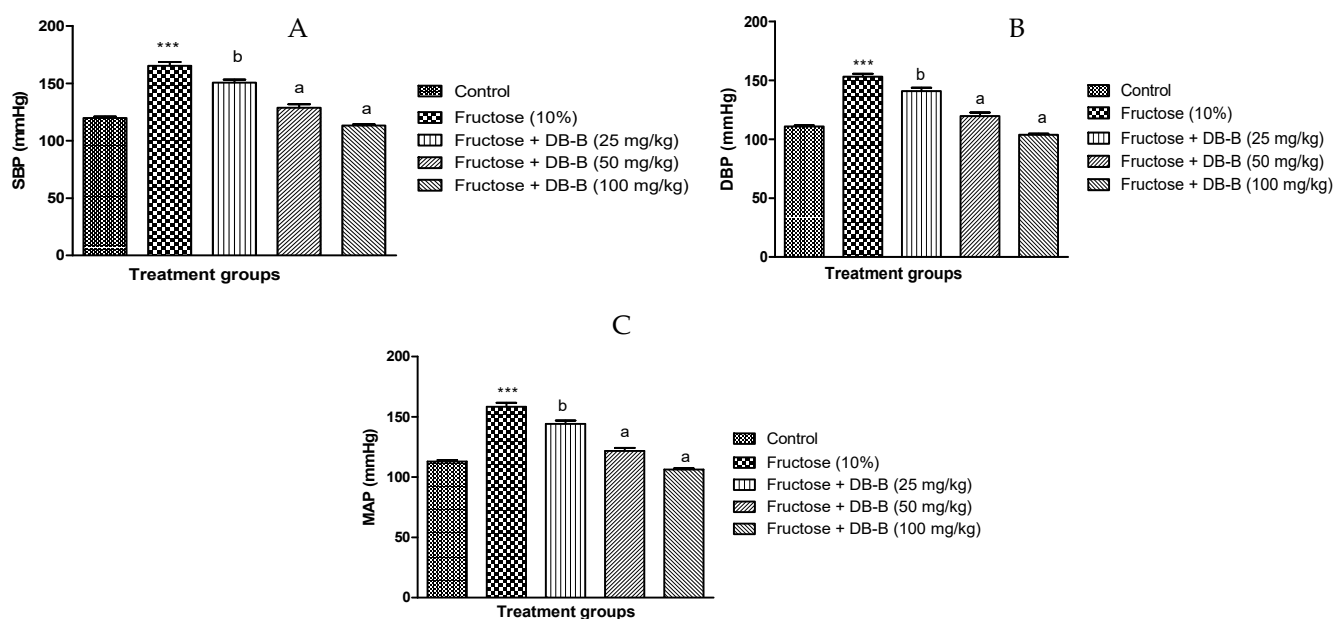 A
SBP (mmHg)
200
150
100
50
0
***
b
a
a
Treatment groups
Control
Fructose (10%)
Fructose + DB-B (25 mg/kg)
Fructose + DB-B (50 mg/kg)
Fructose + DB-B (100 mg/kg)
B
DBP (mmHg)
200
150
100
50
0
***
b
a
a
Treatment groups
Control
Fructose (10%)
Fructose + DB-B (25 mg/kg)
Fructose + DB-B (50 mg/kg)
Fructose + DB-B (100 mg/kg)
C
MAP (mmHg)
200
150
100
50
0
***
b
a
a
Treatment groups
Control
Fructose (10%)
Fructose + DB-B (25 mg/kg)
Fructose + DB-B (50 mg/kg)
Fructose + DB-B (100 mg/kg)